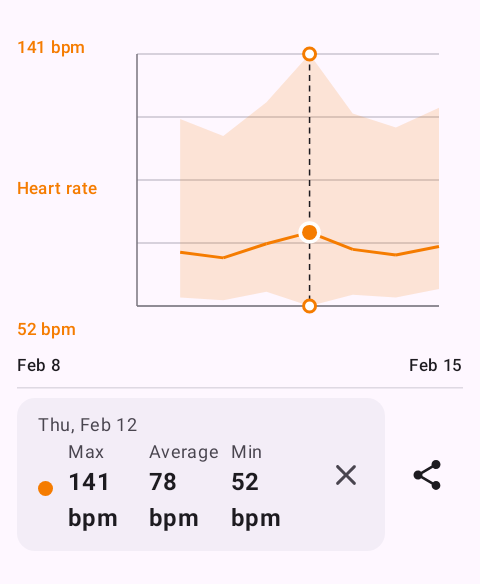 141 bpm
Heart rate
52 bpm
Feb 8 Feb 15
Thu, Feb 12
Max Average Min
141 78 52
bpm bpm bpm